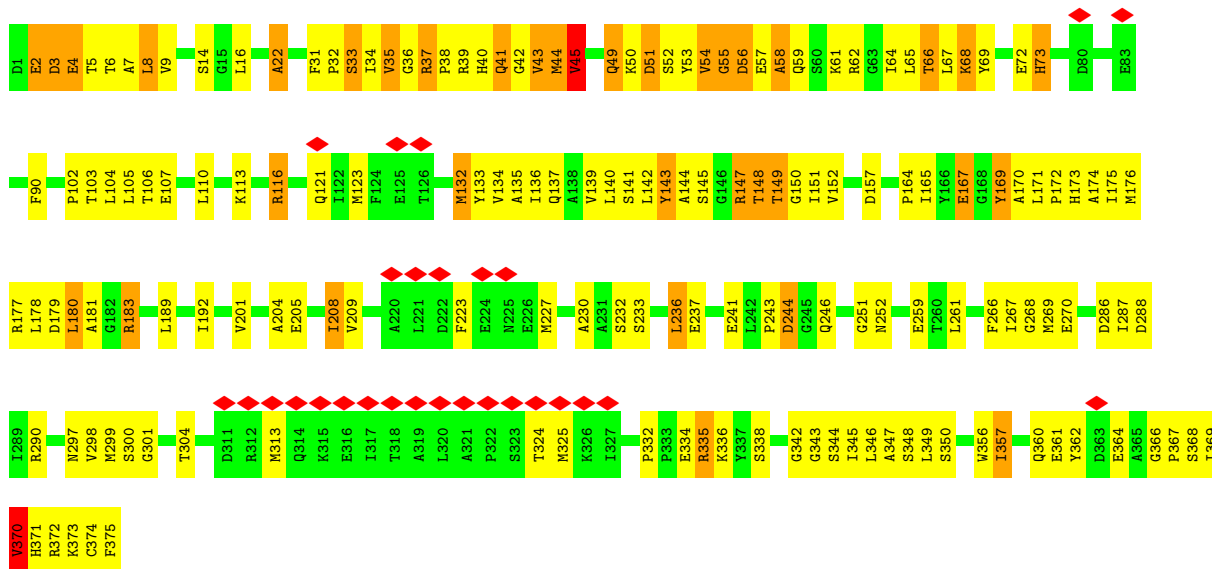 D1 E2 D3 E4 T5 T6 A7 L8 V9 S14 G15 L16 A22 F31 P32 S33 I34 V35 G36 R37 P38 R39 H40 Q41 G42 V43 M44 V45 Q49 K50 D51 S52 Y53 V54 G55 D56 E57 A58 Q59 S60 K61 R62 G63 I64 L65 T66 L67 K68 Y69 E72 H73 D80 E83
F90 P102 T103 L104 L105 T106 E107 L110 K113 R116 Q121 I122 M123 F124 E125 T126 M132 Y133 V134 A135 I136 Q137 A138 V139 L140 S141 L142 Y143 A144 S145 G146 R147 T148 T149 G150 I151 V152 D157 P164 I165 Y166 E167 G168 Y169 A170 L171 P172 H173 A174 I175 M176
R177 L178 D179 L180 A181 G182 R183 L189 I192 V201 A204 E205 I208 V209 A220 L221 D222 F223 E224 N225 E226 M227 A230 A231 S232 S233 L236 E237 E241 L242 P243 D244 G245 Q246 G251 N252 E259 T260 L261 F266 I267 G268 M269 E270 D286 I287 D288
I289 R290 N297 V298 M299 S300 G301 T304 D311 R312 M313 Q314 K315 E316 I317 T318 A319 L320 A321 P322 S323 T324 M325 K326 I327 P332 P333 E334 R335 K336 Y337 S338 G342 G343 S344 I345 L346 A347 S348 L349 S350 W356 I357 Q360 E361 Y362 D363 E364 A365 G366 P367 S368 I369
V370 H371 R372 K373 C374 F375